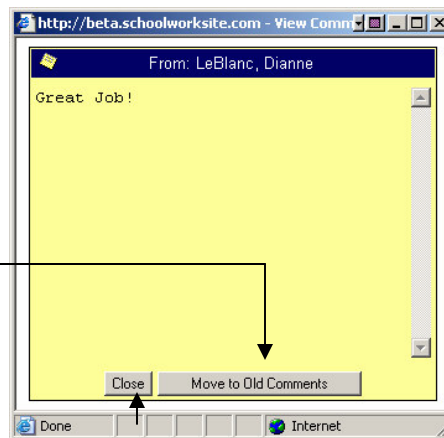 http://beta.schoolworksite.com - View Comm
From: LeBlanc, Dianne
Great Job!
Close
Move to Old Comments
Done
Internet